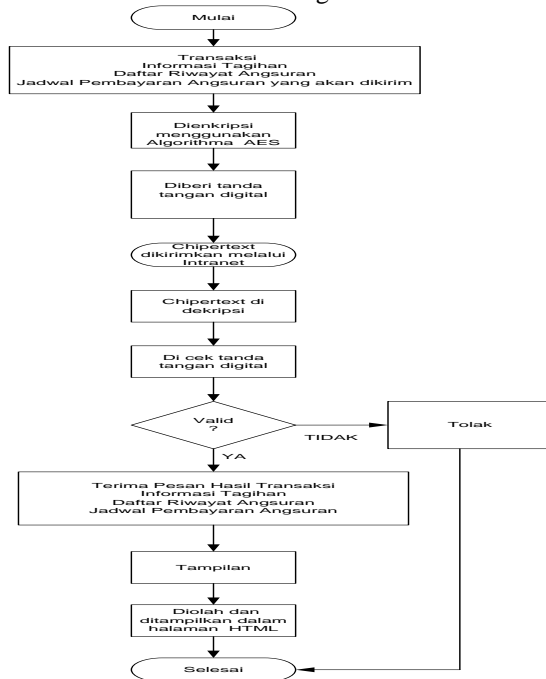 Mulai
Transaksi
Informasi Tagihan
Daftar Riwayat Angsuran
Jadwal Pembayaran Angsuran yang akan dikirim
Dienkripsi
menggunakan
Algorithma AES
Diberi tanda
tangan digital
Chipertext
dikirimkan melalui
Intranet
Chipertext di
dekripsi
Di cek tanda
tangan digital
Valid
?
TIDAK
Tolak
YA
Terima Pesan Hasil Transaksi
Informasi Tagihan
Daftar Riwayat Angsuran
Jadwal Pembayaran Angsuran
Tampilan
Diolah dan
ditampilkan dalam
halaman HTML
Selesai